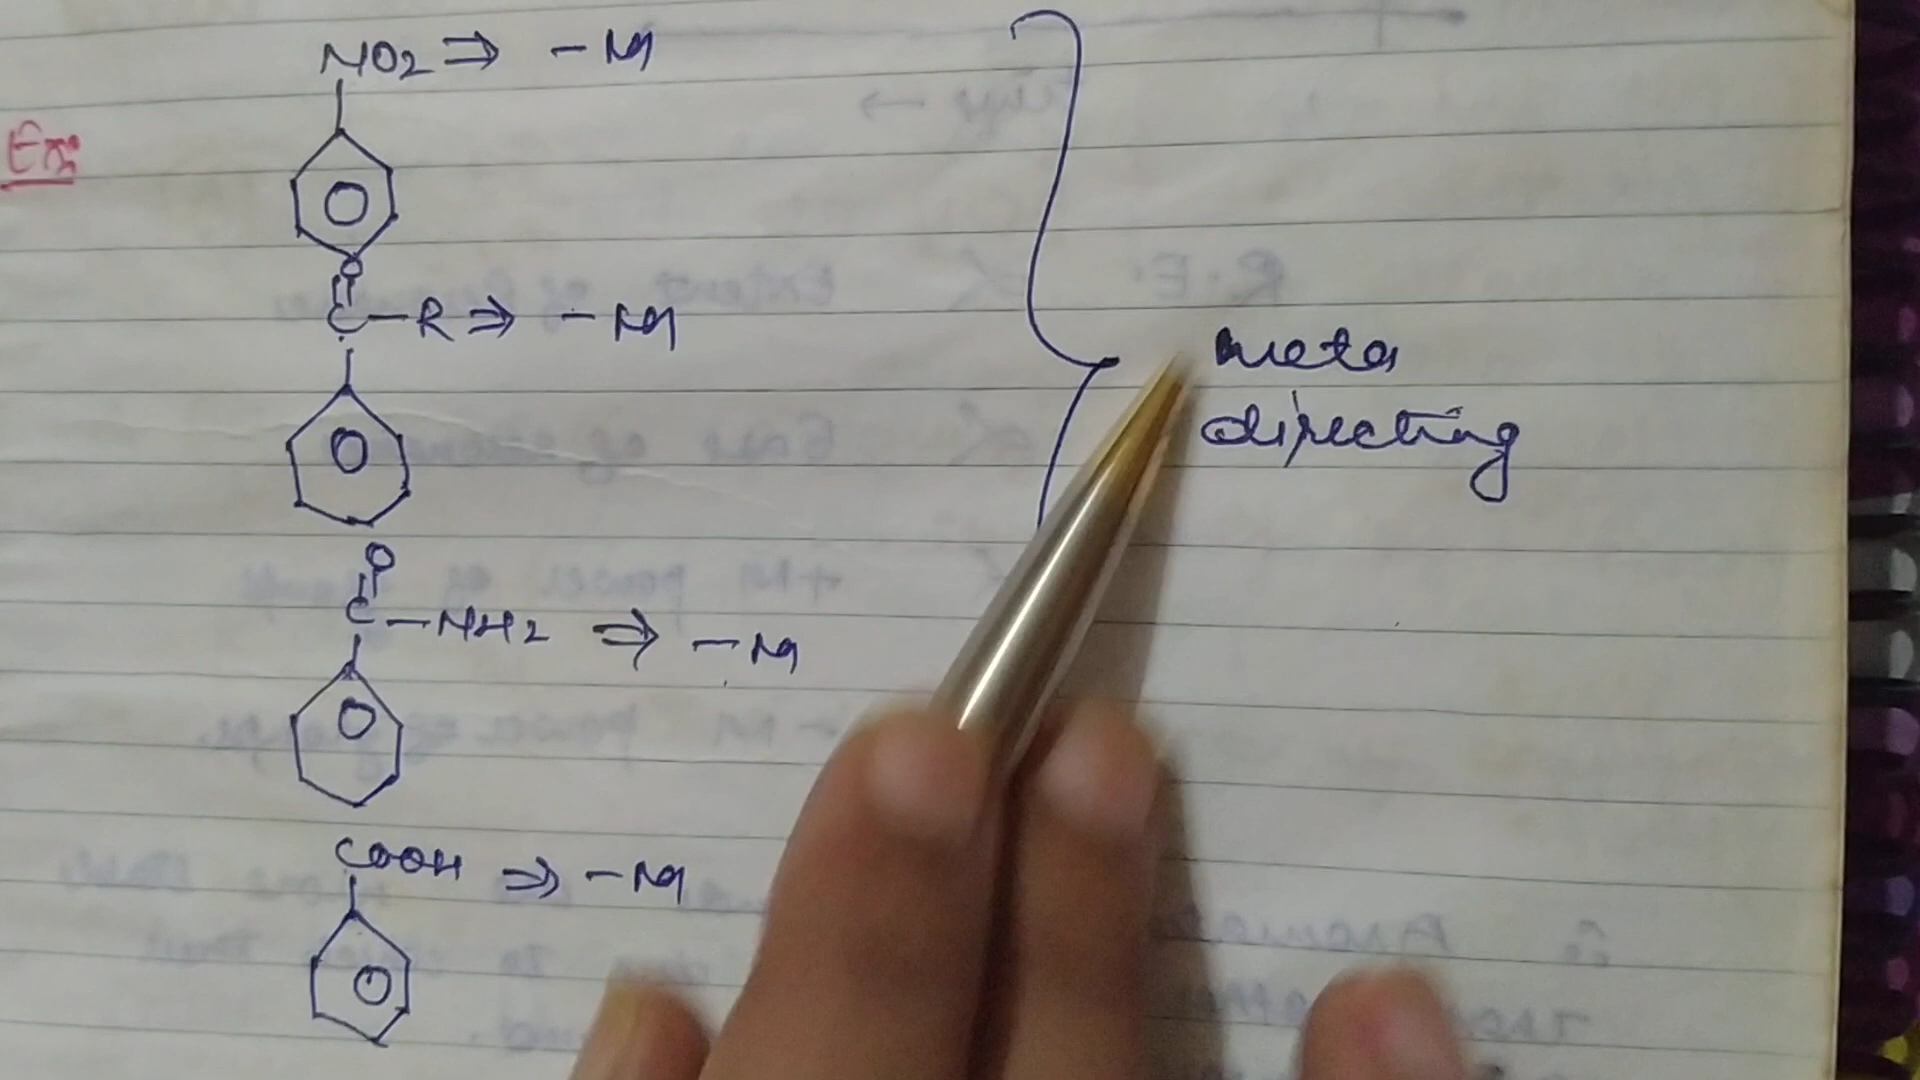 NO2 ⇒ -M
Ex:
O
C-R ⇒ -M
meta
directing
O
C-NH2 ⇒ -M
COOH ⇒ -M